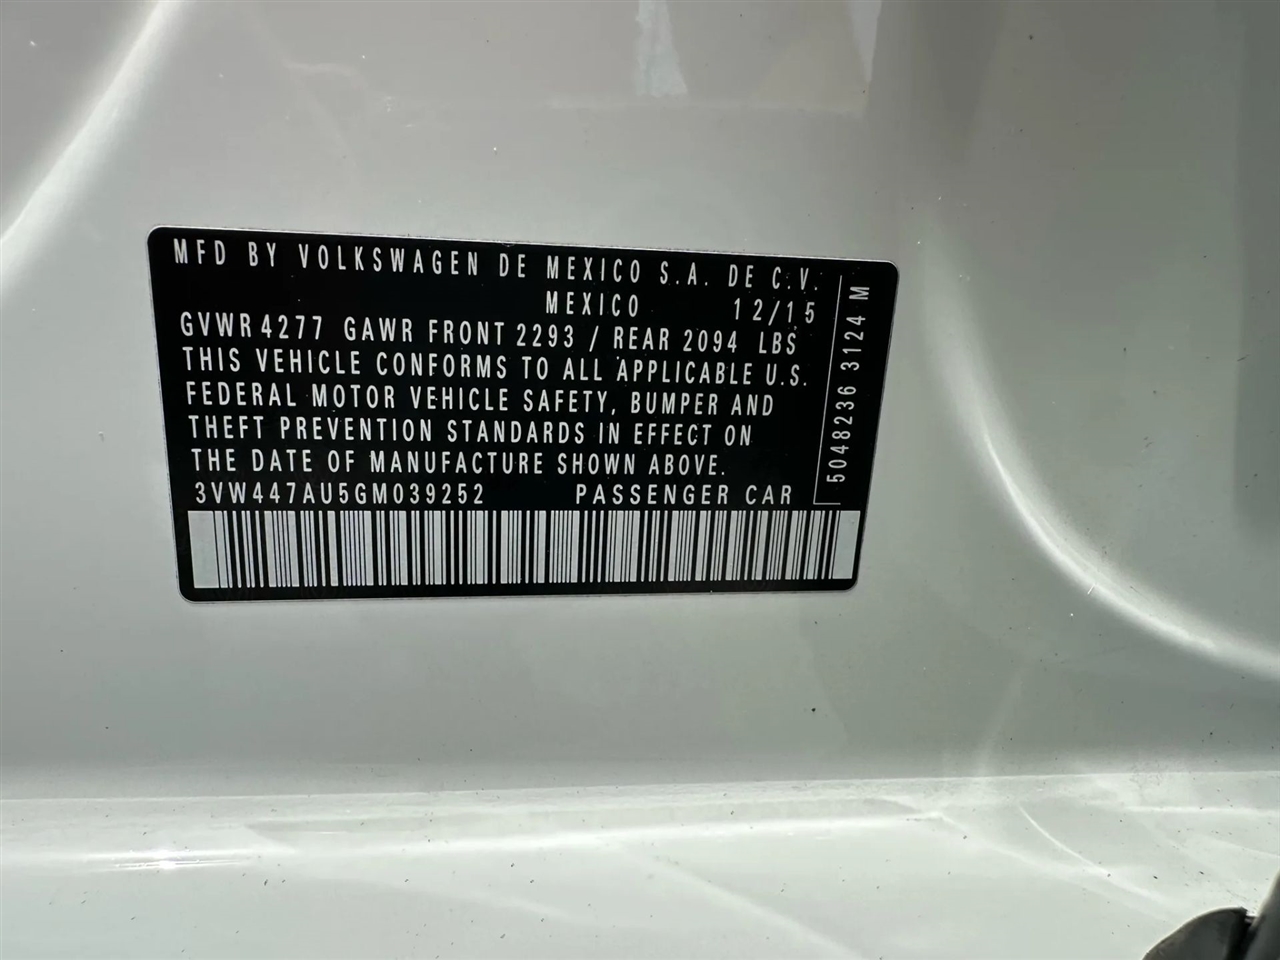 MFD BY VOLKSWAGEN DE MEXICO S.A. DE C.V.
MEXICO 12/15
GVWR 4277 GAWR FRONT 2293 / REAR 2094 LBS
THIS VEHICLE CONFORMS TO ALL APPLICABLE U.S.
FEDERAL MOTOR VEHICLE SAFETY, BUMPER AND
THEFT PREVENTION STANDARDS IN EFFECT ON
THE DATE OF MANUFACTURE SHOWN ABOVE.
3VW447AU5GM039252 PASSENGER CAR
5048236 3124 M